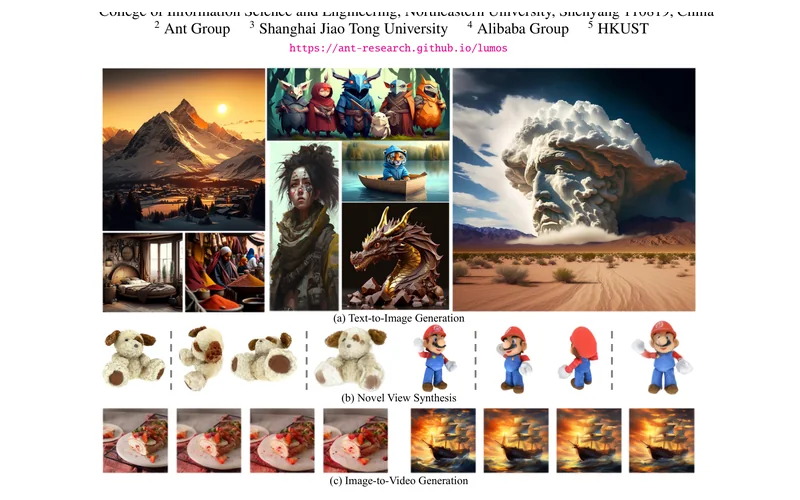 College of Information Science and Engineering, Northeastern University, Shenyang 110819, China
2 Ant Group 3 Shanghai Jiao Tong University 4 Alibaba Group 5 HKUST
https://ant-research.github.io/lumos
(a) Text-to-Image Generation
(b) Novel View Synthesis
(c) Image-to-Video Generation